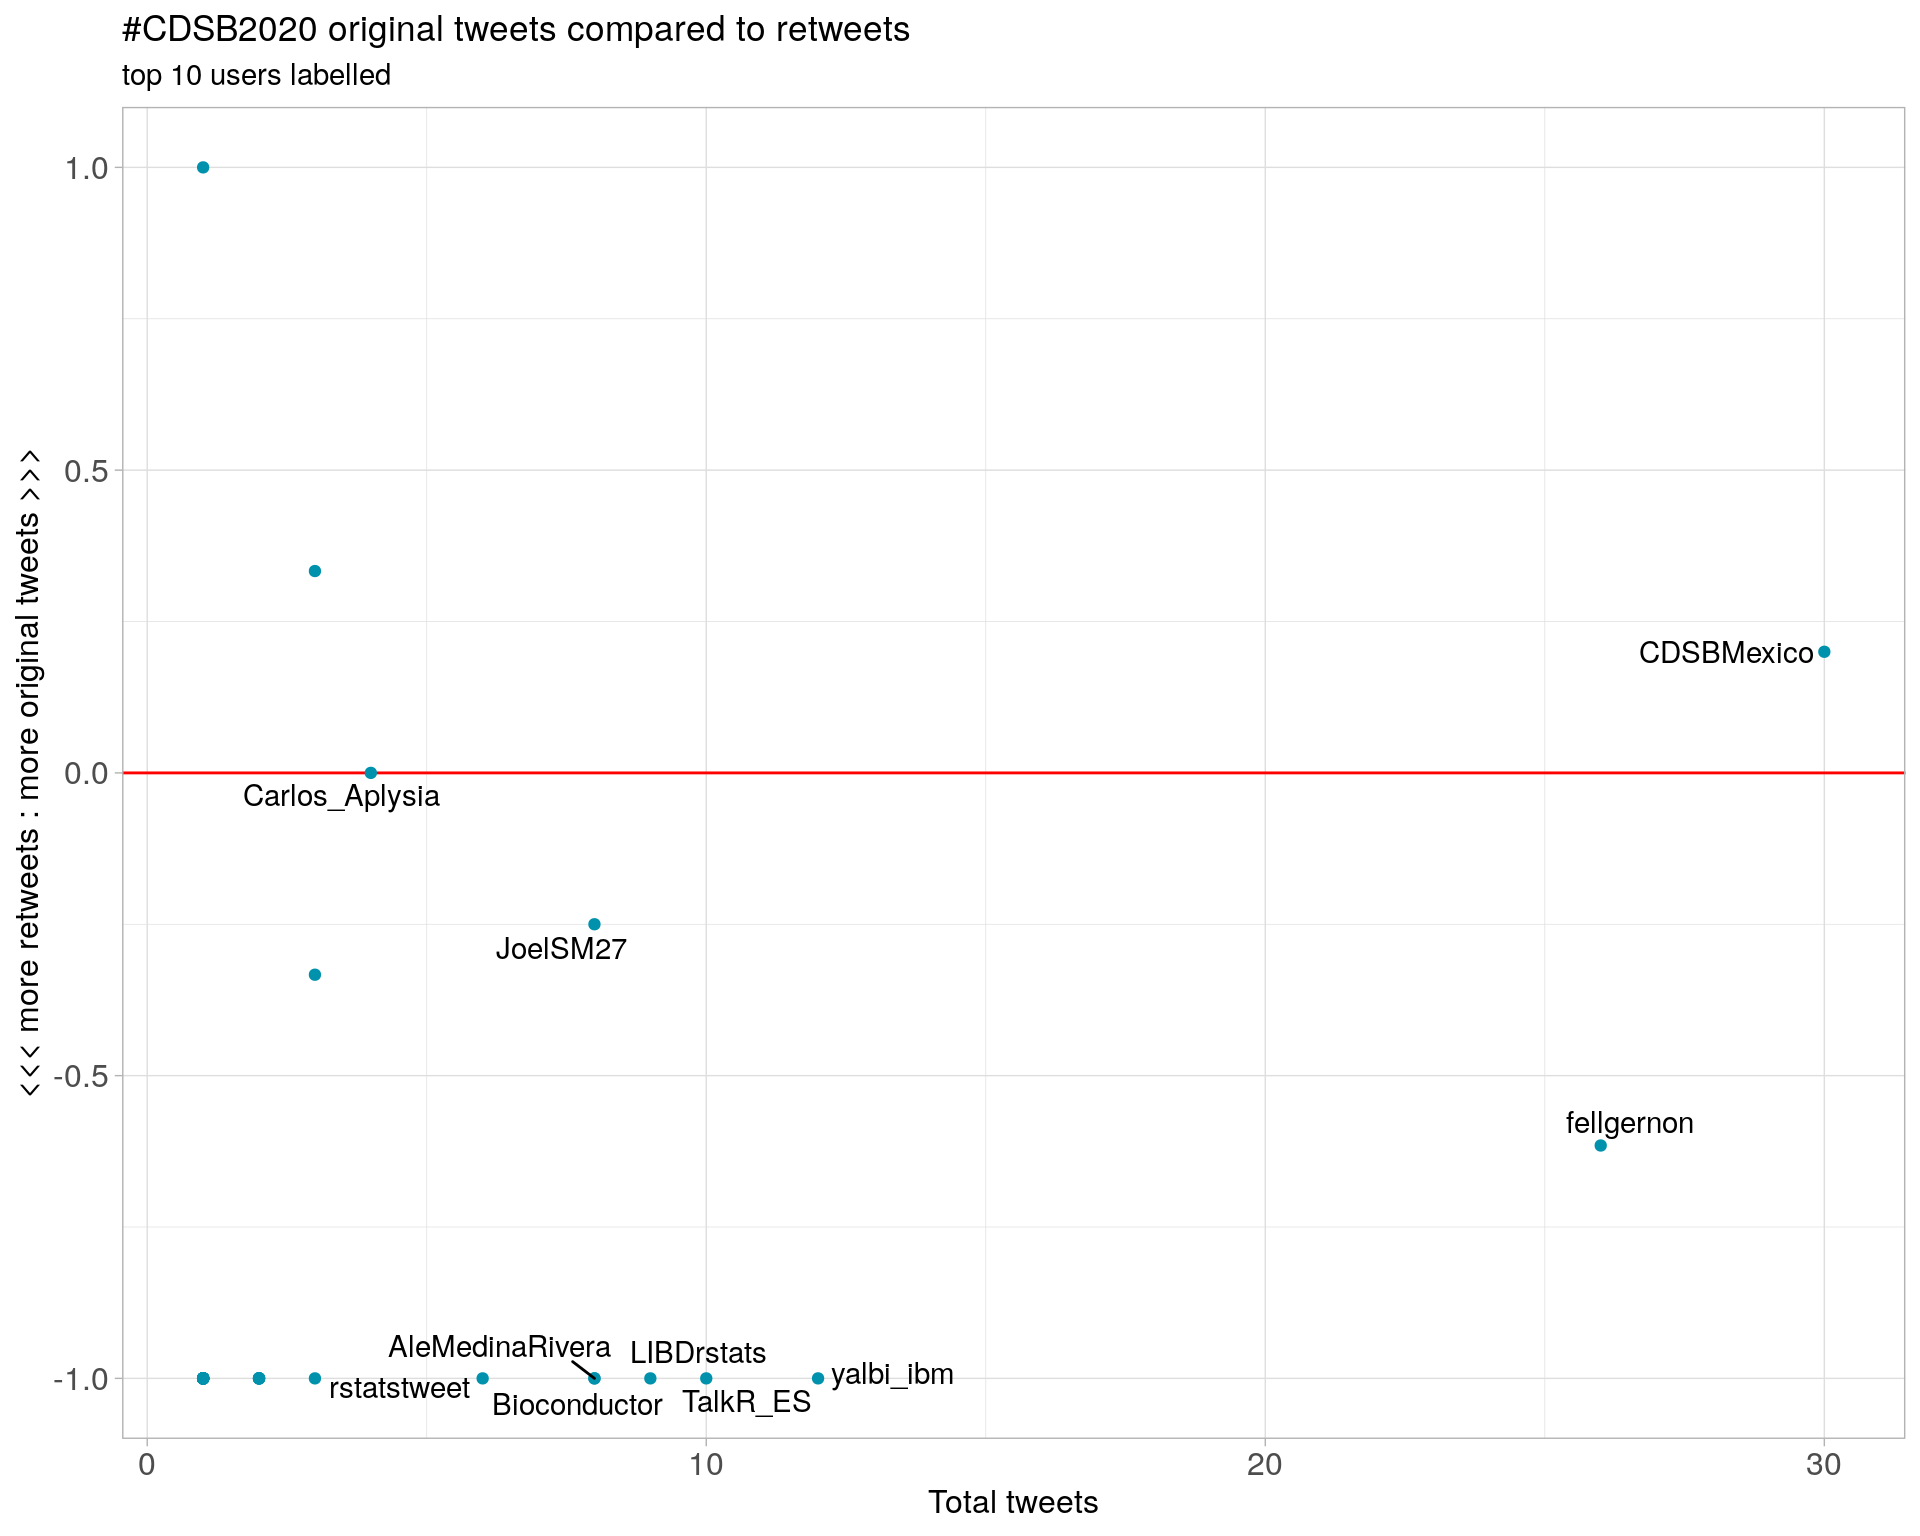 #CDSB2020 original tweets compared to retweets
top 10 users labelled
<<< more retweets : more original tweets >>>
1.0
0.5
0.0
-0.5
-1.0
CDSBMexico
Carlos_Aplysia
JoelSM27
fellgernon
AleMedinaRivera
LIBDrstats
yalbi_ibm
rstatstweet
Bioconductor
TalkR_ES
0 10 20 30
Total tweets